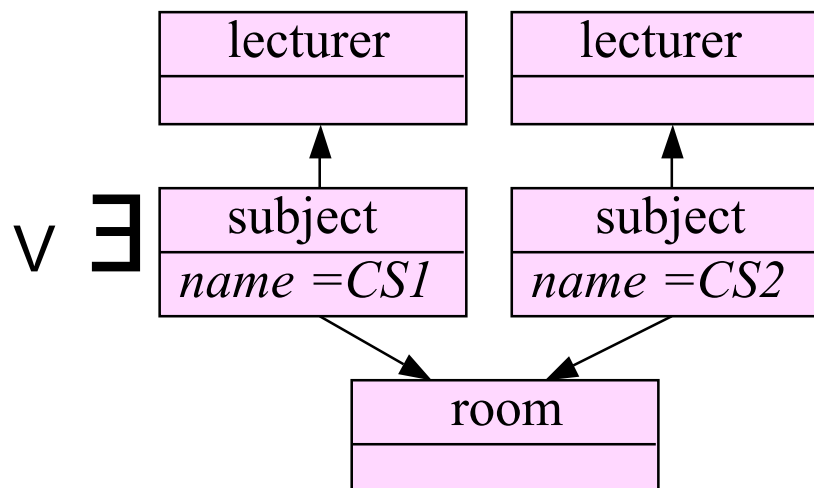 lecturer
lecturer
∨ ∃
subject
name =CS1
subject
name =CS2
room